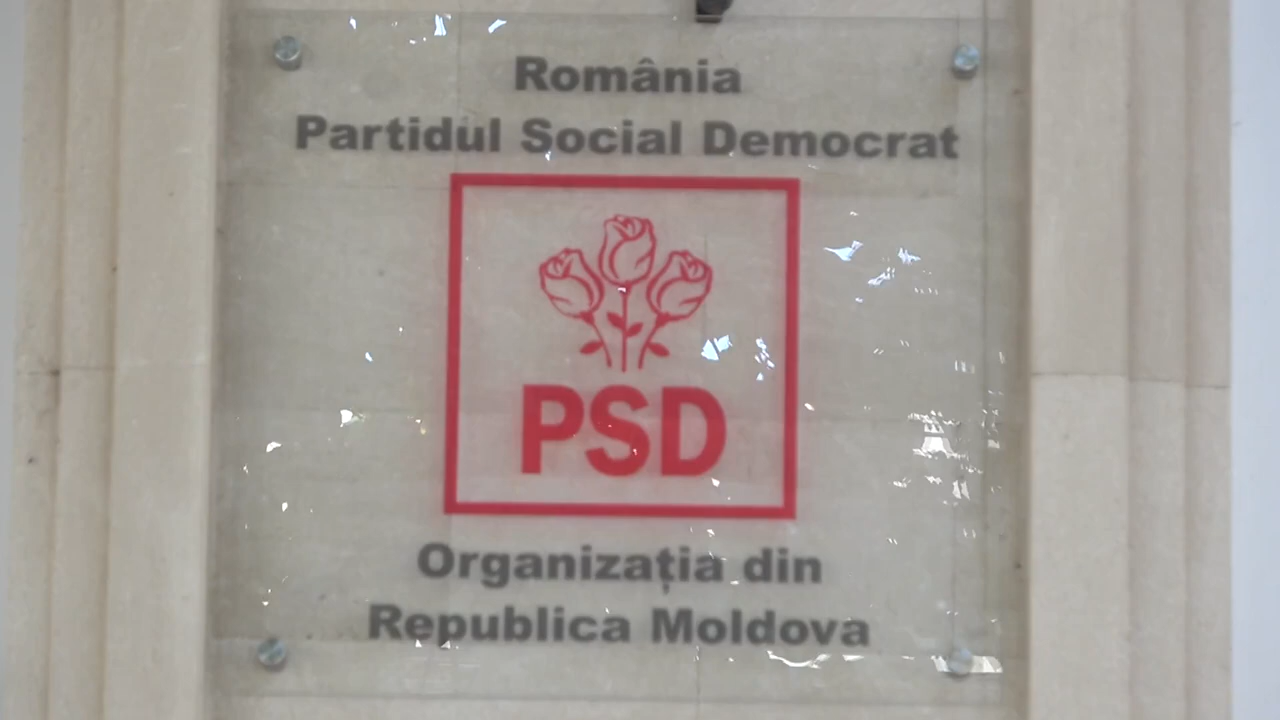 România
Partidul Social Democrat
PSD
Organizația din
Republica Moldova